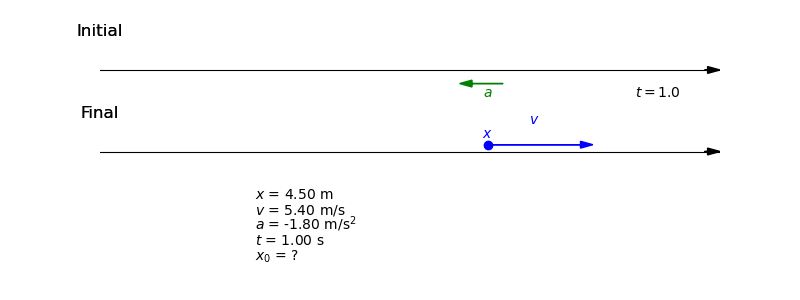 Initial
a
t = 1.0
Final
v
x
x = 4.50 m
v = 5.40 m/s
a = -1.80 m/s²
t = 1.00 s
x₀ = ?